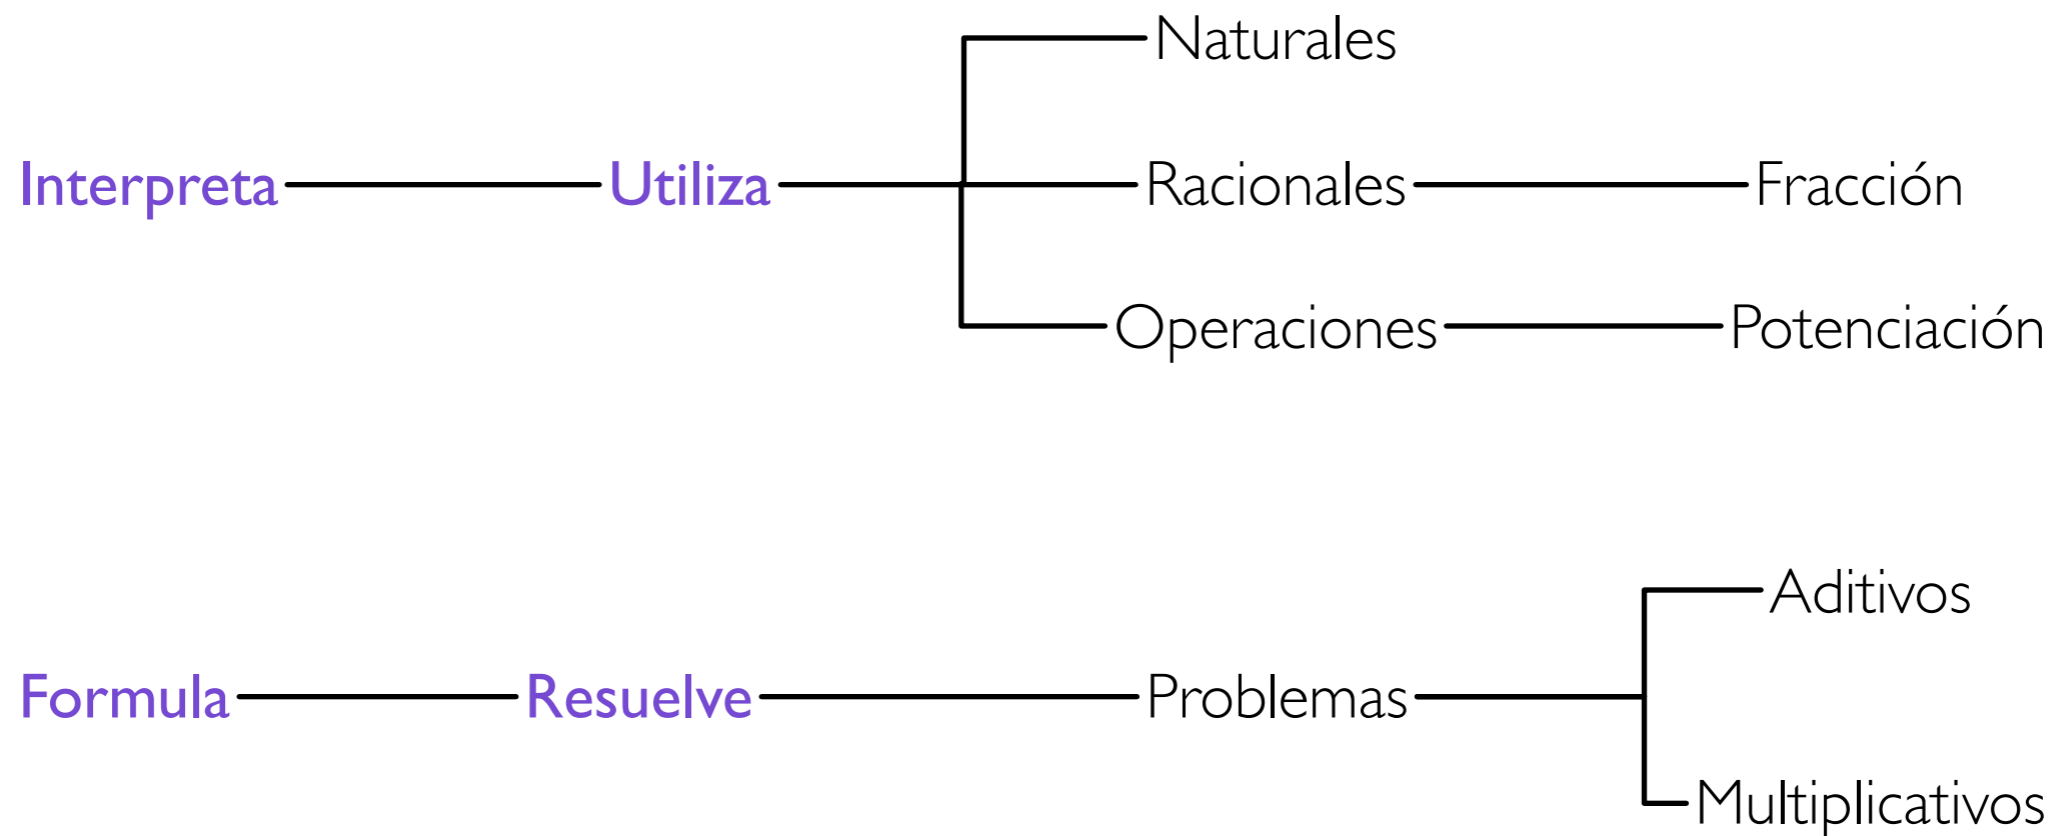 Naturales
Interpreta Utiliza Racionales Fracción
Operaciones Potenciación
Aditivos
Formula Resuelve Problemas
Multiplicativos